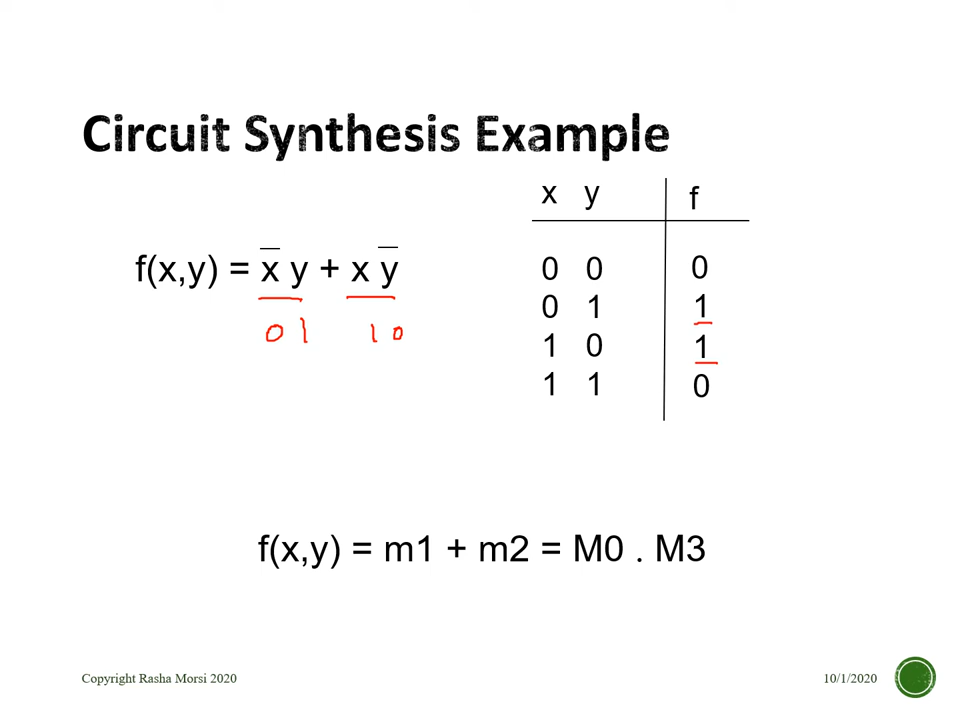 Circuit Synthesis Example
x y f
f(x,y) = x̅ y + x y̅
0 1 1 0
0 0 0
0 1 1
1 0 1
1 1 0
f(x,y) = m1 + m2 = M0 . M3
Copyright Rasha Morsi 2020
10/1/2020